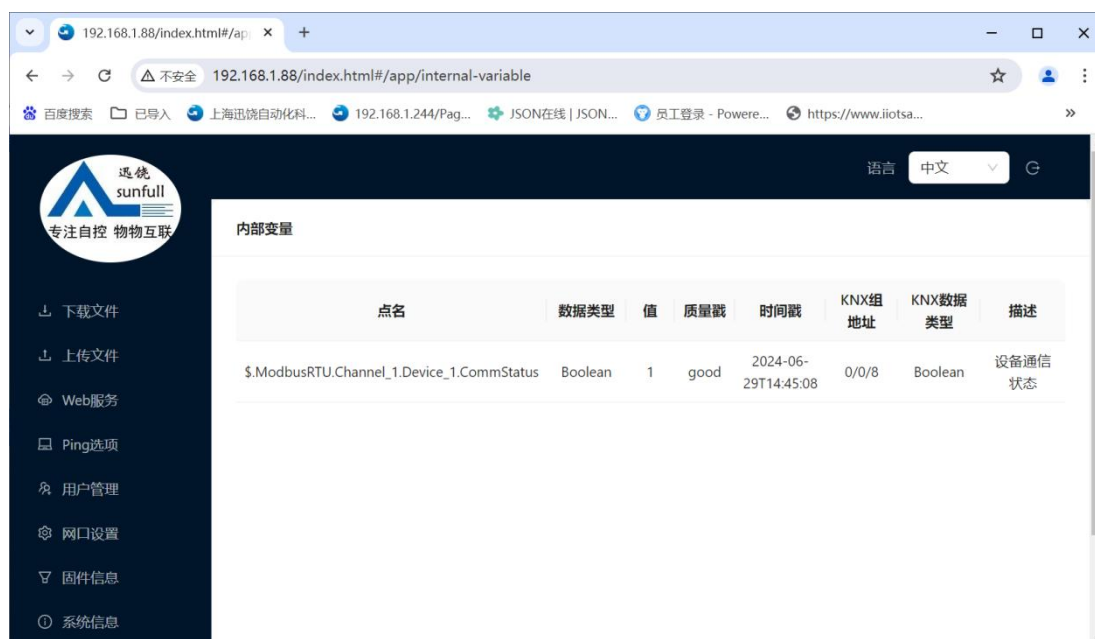 192.168.1.88/index.html#/ap
不安全 192.168.1.88/index.html#/app/internal-variable
百度搜索 已导入 上海迅饶自动化科... 192.168.1.244/Pag... JSON在线 | JSON... 员工登录 - Powere... https://www.iiotsa...
迅饶
sunfull
专注自控 物物互联
语言 中文
内部变量
下载文件
上传文件
Web服务
Ping选项
用户管理
网口设置
固件信息
系统信息
点名 数据类型 值 质量戳 时间戳 KNX组地址 KNX数据类型 描述
$.ModbusRTU.Channel_1.Device_1.CommStatus Boolean 1 good 2024-06-29T14:45:08 0/0/8 Boolean 设备通信状态